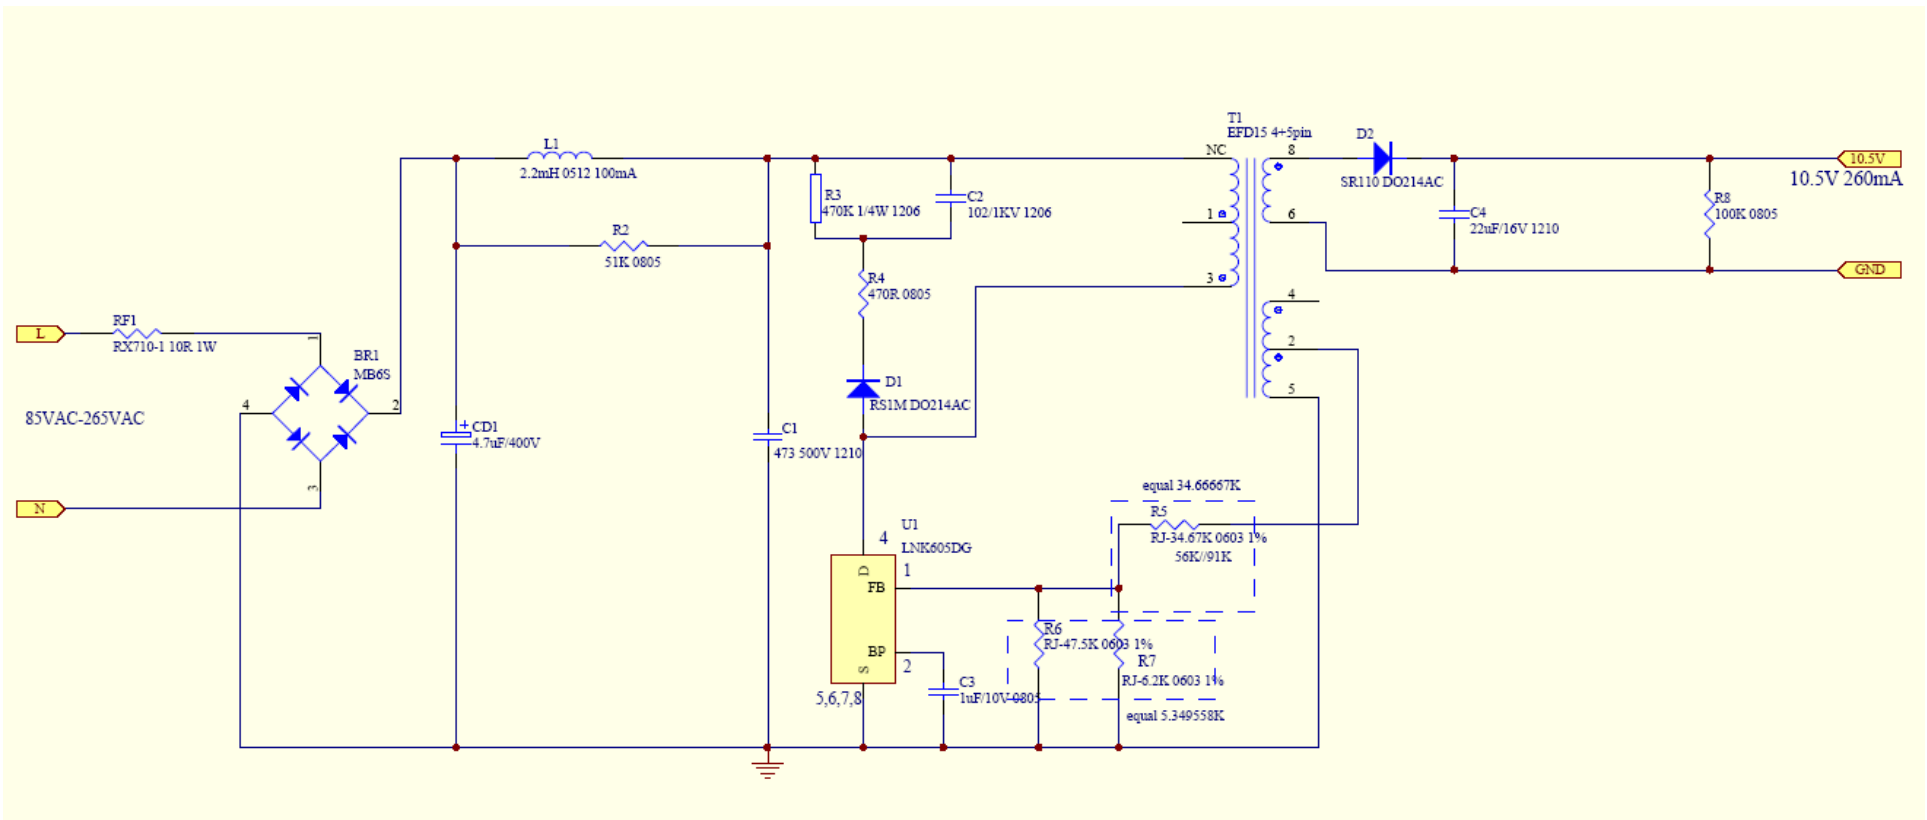 T1
EFD15 4+5pin
L1
2.2mH 0512 100mA
NC
8
D2
SR110 DO214AC
10.5V
10.5V 260mA
R3
470K 1/4W 1206
C2
102/1KV 1206
1
6
C4
22uF/16V 1210
R8
100K 0805
R2
51K 0805
R4
470R 0805
3
GND
4
L
RF1
RX710-1 10R 1W
1
BR1
MB6S
2
D1
RS1M DO214AC
5
4
2
85VAC-265VAC
CD1
+
4.7uF/400V
C1
473 500V 1210
3
N
equal 34.66667K
R5
RJ-34.67K 0603 1%
56K//91K
U1
LNK605DG
4
D
1
FB
R6
RJ-47.5K 0603 1%
BP
S
2
R7
RJ-6.2K 0603 1%
C3
1uF/10V 0805
5,6,7,8
equal 5.349558K